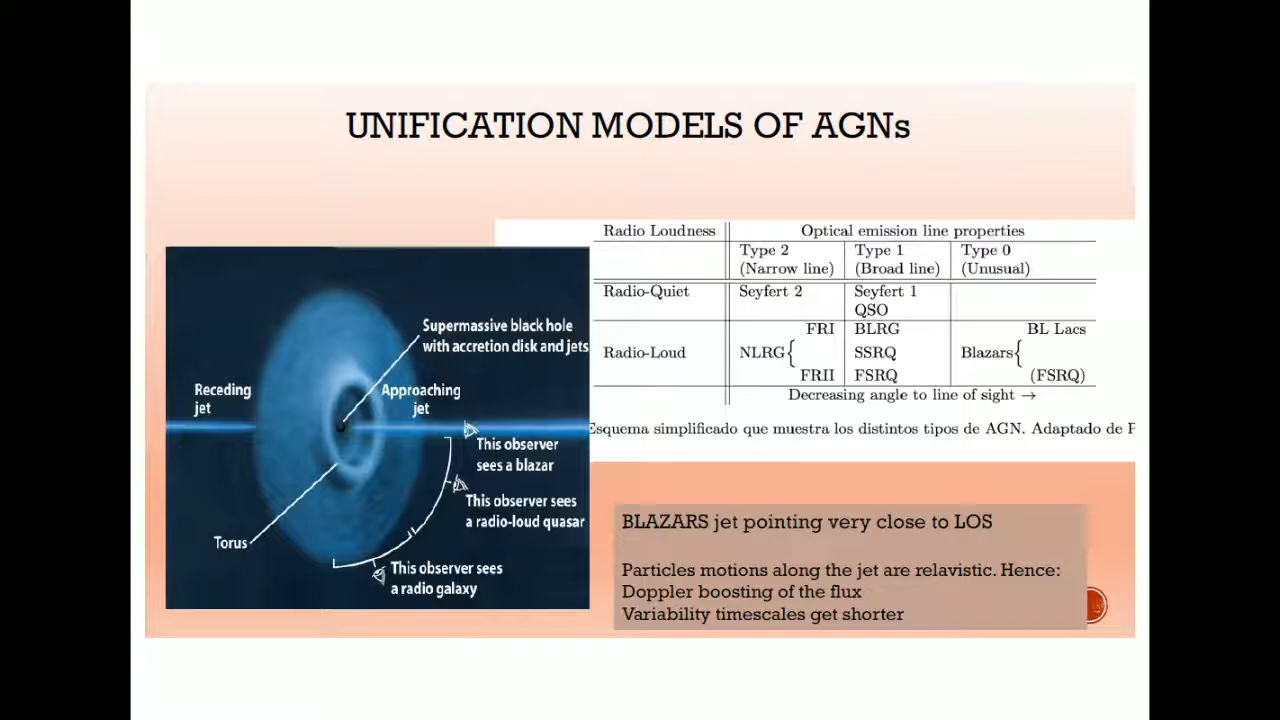 UNIFICATION MODELS OF AGNs
Supermassive black hole
with accretion disk and jets
Receding
jet
Approaching
jet
This observer
sees a blazar
This observer sees
a radio-loud quasar
Torus
This observer sees
a radio galaxy
Radio Loudness Optical emission line properties
Type 2 Type 1 Type 0
(Narrow line) (Broad line) (Unusual)
Radio-Quiet Seyfert 2 Seyfert 1
QSO
FRI BLRG BL Lacs
Radio-Loud NLRG{ SSRQ Blazars{
FRII FSRQ (FSRQ)
Decreasing angle to line of sight →
Esquema simplificado que muestra los distintos tipos de AGN. Adaptado de
BLAZARS jet pointing very close to LOS
Particles motions along the jet are relavistic. Hence:
Doppler boosting of the flux
Variability timescales get shorter